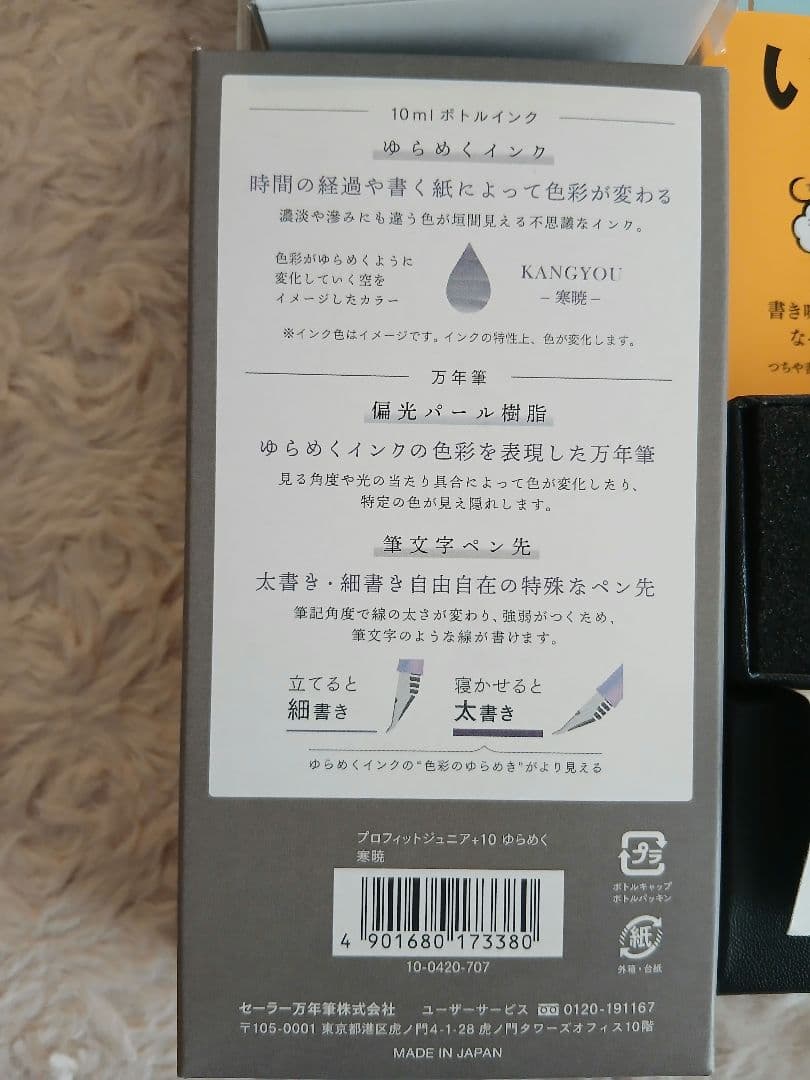 10ml ボトルインク
ゆらめくインク
時間の経過や書く紙によって色彩が変わる
濃淡や滲みにも違う色が垣間見える不思議なインク。
色彩がゆらめくように
変化していく空を
イメージしたカラー
KANGYOU
– 寒暁 –
※インク色はイメージです。インクの特性上、色が変化します。
万年筆
偏光パール樹脂
ゆらめくインクの色彩を表現した万年筆
見る角度や光の当たり具合によって色が変化したり、
特定の色が見え隠れします。
筆文字ペン先
太書き・細書き自由自在の特殊なペン先
筆記角度で線の太さが変わり、強弱がつくため、
筆文字のような線が書けます。
立てると
細書き
寝かせると
太書き
ゆらめくインクの“色彩のゆらめき”がより見える
プロフィットジュニア+10 ゆらめく
寒暁
4 901680 173380
10-0420-707
プラ
ボトルキャップ
ボトルパッキン
紙
外箱・台紙
セーラー万年筆株式会社 ユーザーサービス 0120-191167
〒105-0001 東京都港区虎ノ門4-1-28 虎ノ門タワーズオフィス10階
MADE IN JAPAN
い
書き
な
つちや